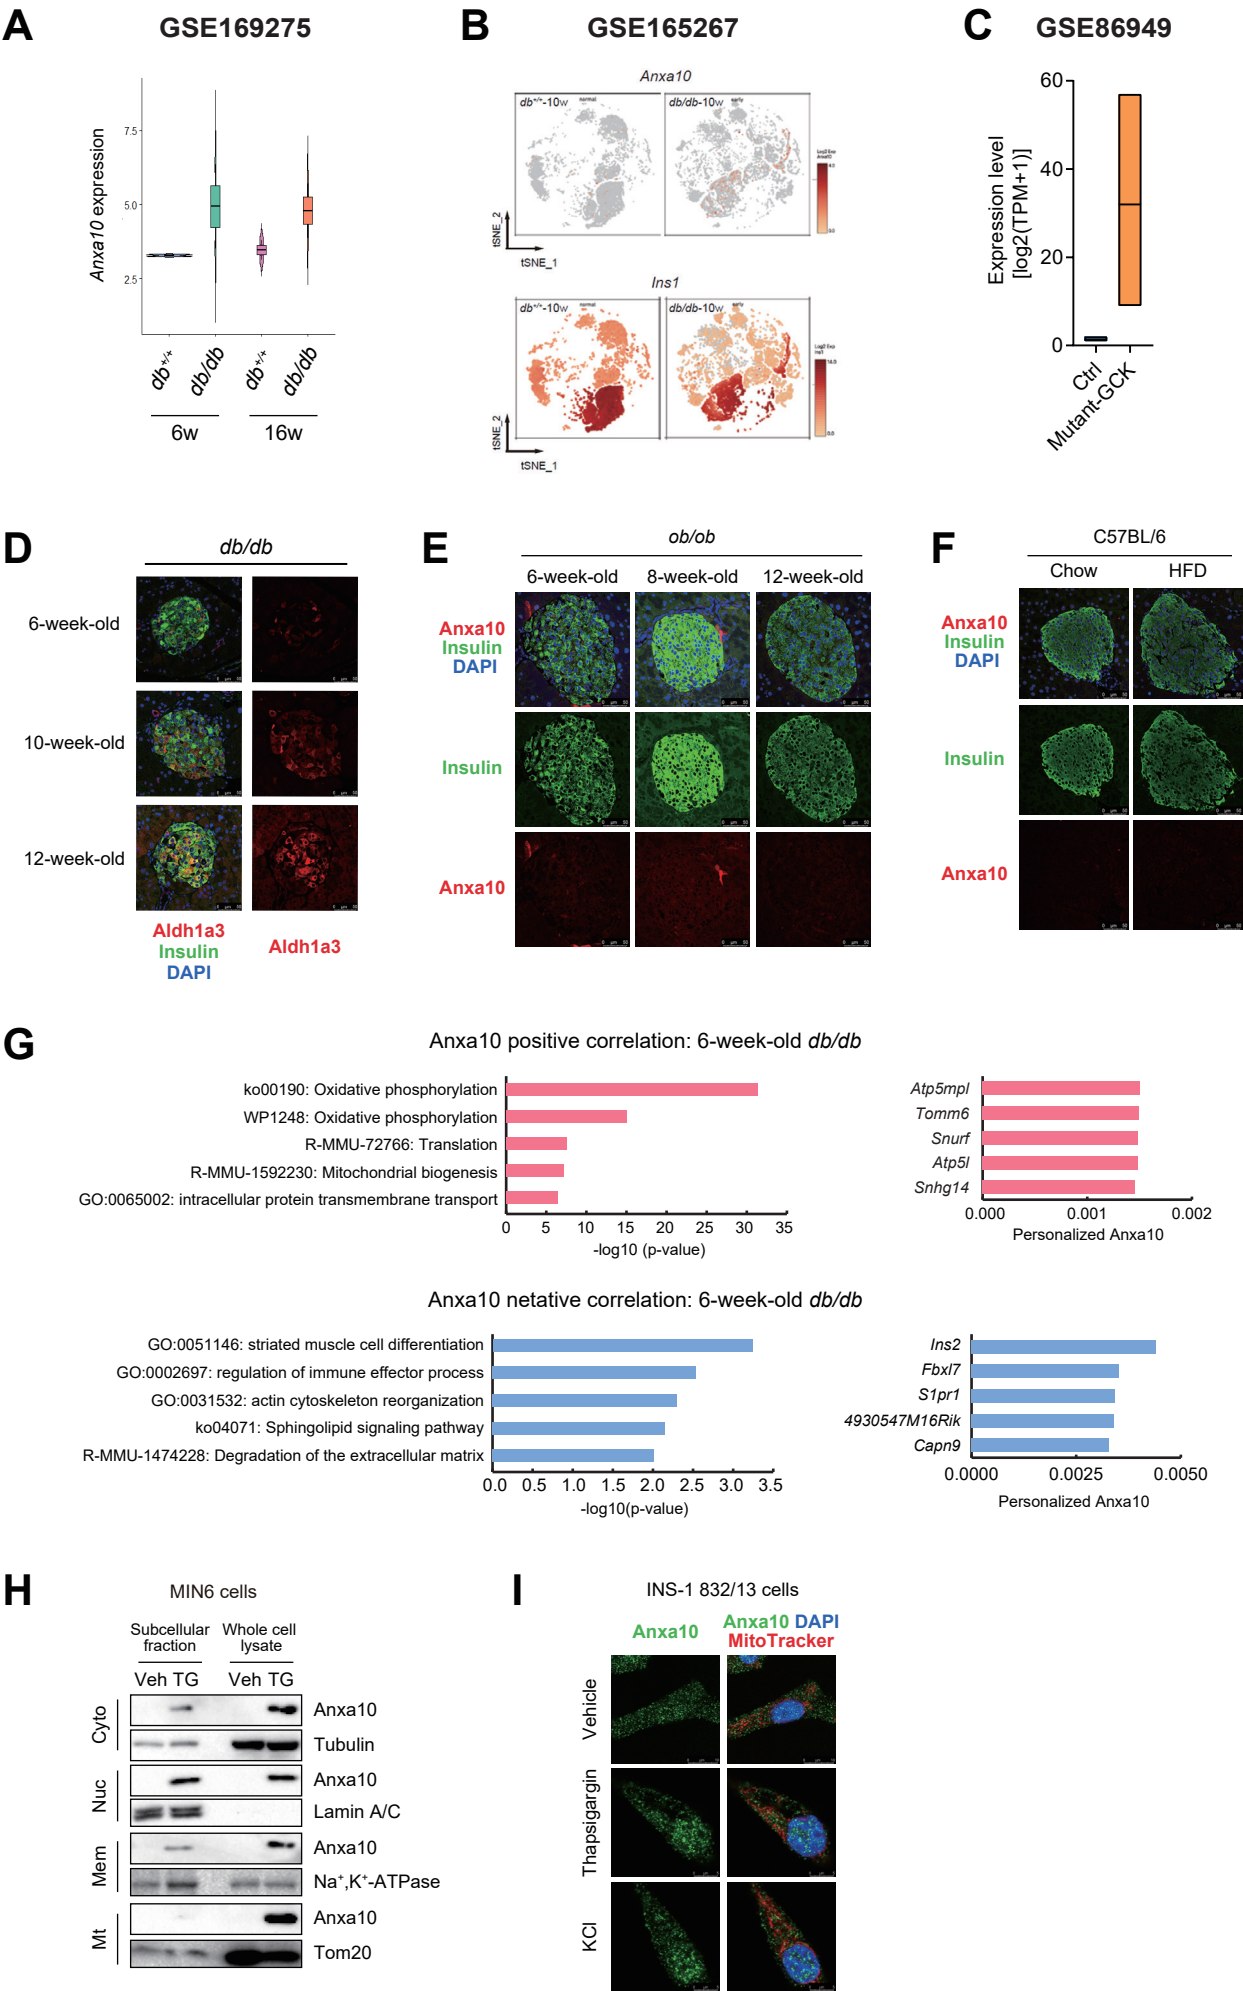 A
GSE169275
Anxa10 expression
7.5
5.0
2.5
db+/+
db/db
db+/+
db/db
6w
16w
B
GSE165267
Anxa10
db+/+-10w
normal
db/db-10w
early
tSNE_2
tSNE_1
Ins1
db+/+-10w
normal
db/db-10w
early
tSNE_2
tSNE_1
C
GSE86949
Expression level
[log2(TPM+1)]
60
40
20
0
Ctrl
Mutant-GCK
D
db/db
6-week-old
10-week-old
12-week-old
Aldh1a3
Insulin
DAPI
Aldh1a3
E
ob/ob
6-week-old
8-week-old
12-week-old
Anxa10
Insulin
DAPI
Insulin
Anxa10
F
C57BL/6
Chow
HFD
Anxa10
Insulin
DAPI
Insulin
Anxa10
G
Anxa10 positive correlation: 6-week-old db/db
ko00190: Oxidative phosphorylation
WP1248: Oxidative phosphorylation
R-MMU-72766: Translation
R-MMU-1592230: Mitochondrial biogenesis
GO:0065002: intracellular protein transmembrane transport
0 5 10 15 20 25 30 35
-log10 (p-value)
Atp5mpl
Tomm6
Snurf
Atp5l
Snhg14
0.000 0.001 0.002
Personalized Anxa10
Anxa10 netative correlation: 6-week-old db/db
GO:0051146: striated muscle cell differentiation
GO:0002697: regulation of immune effector process
GO:0031532: actin cytoskeleton reorganization
ko04071: Sphingolipid signaling pathway
R-MMU-1474228: Degradation of the extracellular matrix
0.0 0.5 1.0 1.5 2.0 2.5 3.0 3.5
-log10(p-value)
Ins2
Fbxl7
S1pr1
4930547M16Rik
Capn9
0.0000 0.0025 0.0050
Personalized Anxa10
H
MIN6 cells
Subcellular
fraction
Whole cell
lysate
Veh TG
Veh TG
Cyto
Anxa10
Tubulin
Nuc
Anxa10
Lamin A/C
Mem
Anxa10
Na+,K+-ATPase
Mt
Anxa10
Tom20
I
INS-1 832/13 cells
Anxa10
Anxa10 DAPI
MitoTracker
Vehicle
Thapsigargin
KCl